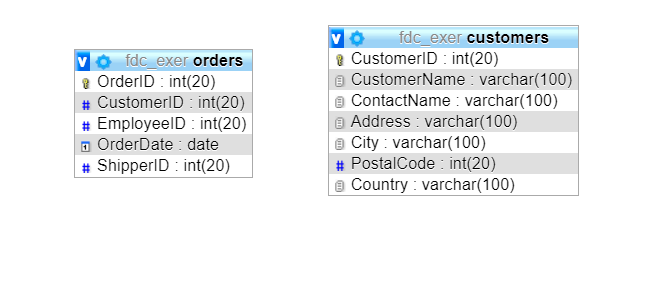 v fdc_exer orders
OrderID : int(20)
# CustomerID : int(20)
# EmployeeID : int(20)
1 OrderDate : date
# ShipperID : int(20)
v fdc_exer customers
CustomerID : int(20)
CustomerName : varchar(100)
ContactName : varchar(100)
Address : varchar(100)
City : varchar(100)
# PostalCode : int(20)
Country : varchar(100)